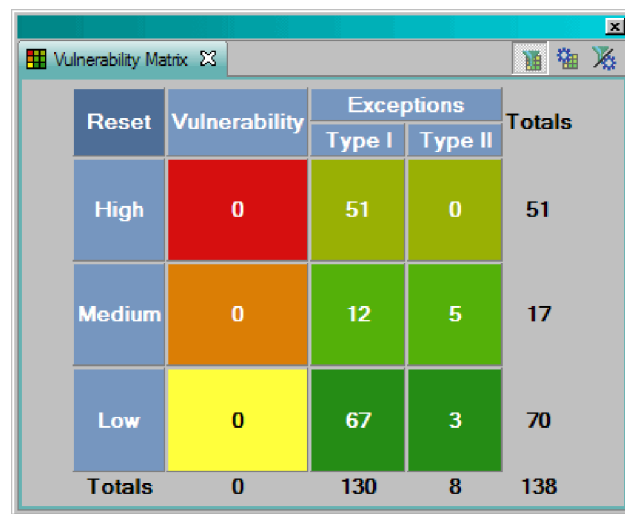 Vulnerability Matrix
Reset Vulnerability Exceptions Totals
Type I Type II
High 0 51 0 51
Medium 0 12 5 17
Low 0 67 3 70
Totals 0 130 8 138